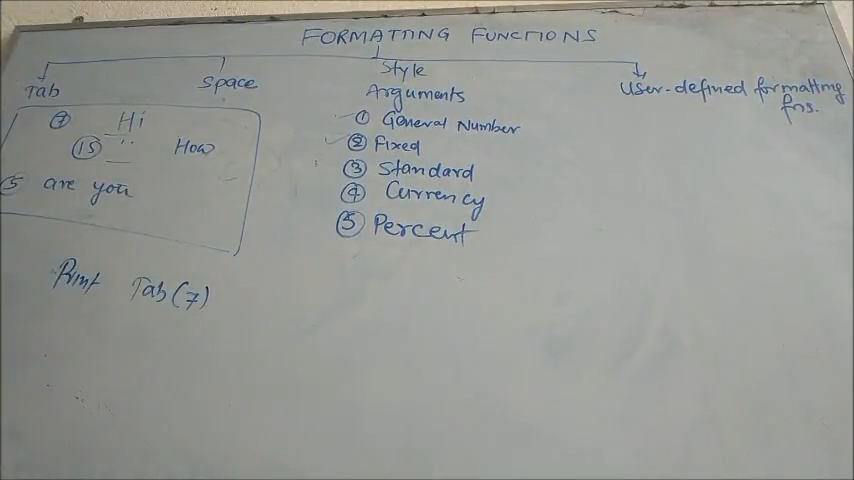 FORMATTING FUNCTIONS
Tab
Space
Style
Arguments
① General Number
② Fixed
③ Standard
④ Currency
⑤ Percent
User-defined formatting
fns.
⑦ Hi
⑮ How
⑤ are you
Print Tab(7)